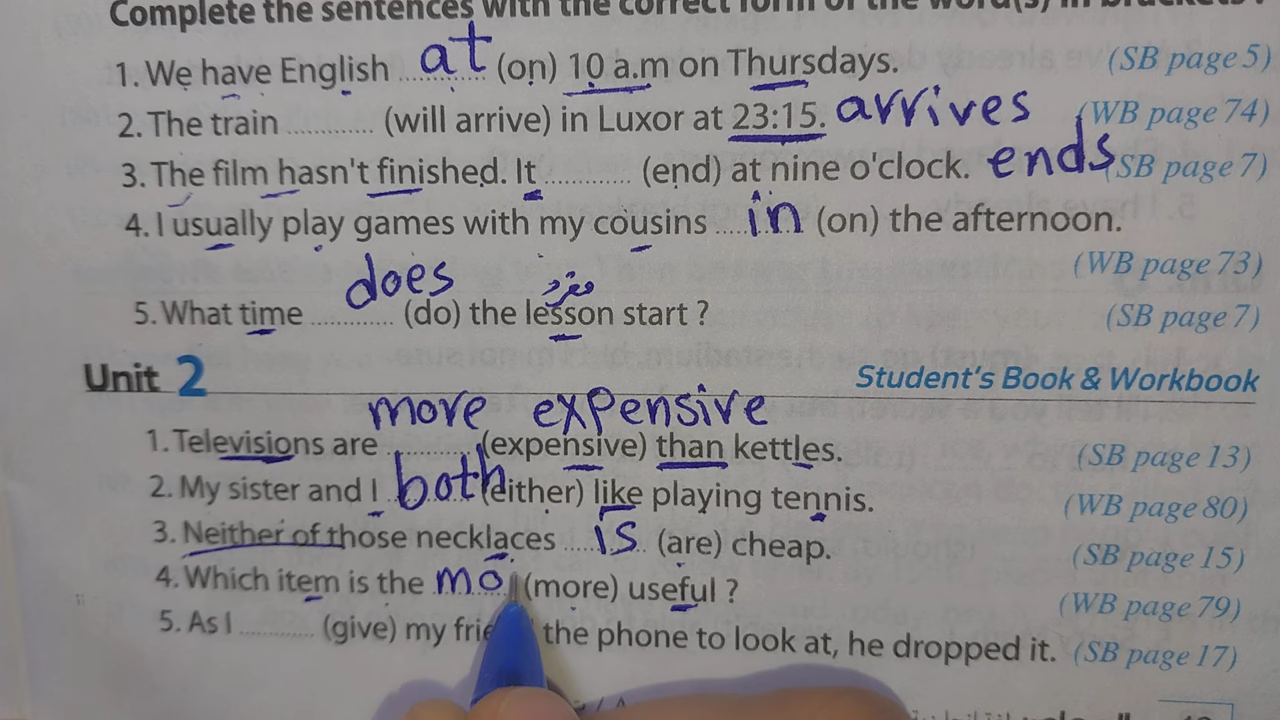 Complete the sentences with the correct form of the word(s) in brackets :
1. We have English at (on) 10 a.m on Thursdays. (SB page 5)
2. The train ............ (will arrive) in Luxor at 23:15. arrives (WB page 74)
3. The film hasn't finished. It ............ (end) at nine o'clock. ends (SB page 7)
4. I usually play games with my cousins in (on) the afternoon.
(WB page 73)
does مفرد
5. What time ............ (do) the lesson start ? (SB page 7)
Unit 2 Student's Book & Workbook
more expensive
1. Televisions are ............ (expensive) than kettles. (SB page 13)
2. My sister and I both (either) like playing tennis. (WB page 80)
3. Neither of those necklaces is (are) cheap. (SB page 15)
4. Which item is the mo (more) useful ? (WB page 79)
5. As I ............ (give) my the phone to look at, he dropped it. (SB page 17)